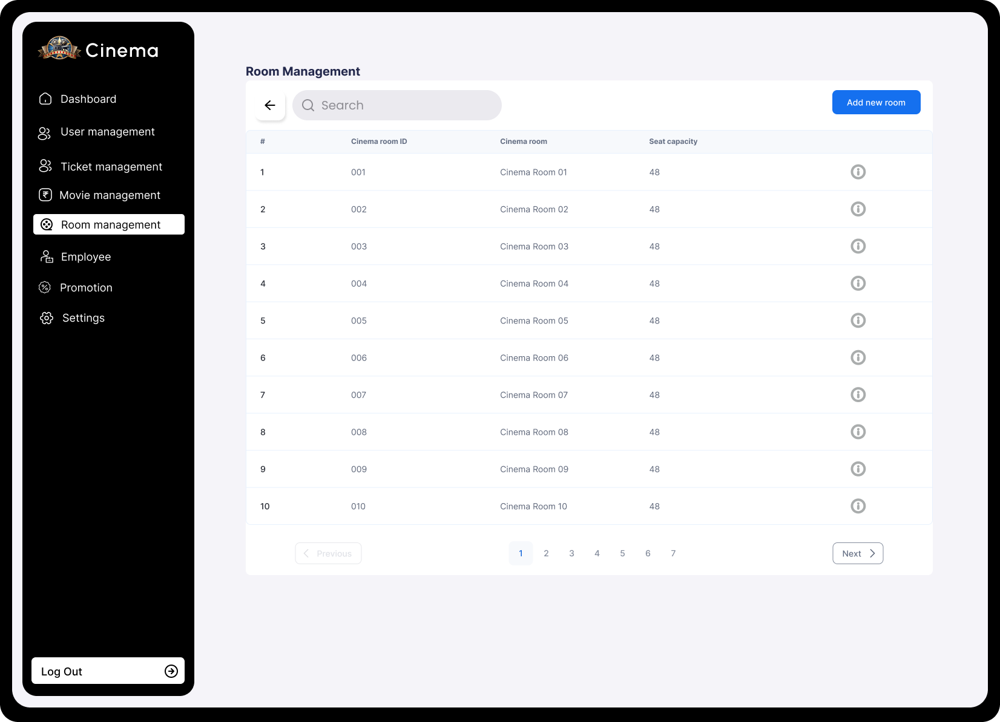 Cinema
Dashboard
User management
Ticket management
Movie management
Room management
Employee
Promotion
Settings
Log Out
Room Management
Search
Add new room
# Cinema room ID Cinema room Seat capacity
1 001 Cinema Room 01 48
2 002 Cinema Room 02 48
3 003 Cinema Room 03 48
4 004 Cinema Room 04 48
5 005 Cinema Room 05 48
6 006 Cinema Room 06 48
7 007 Cinema Room 07 48
8 008 Cinema Room 08 48
9 009 Cinema Room 09 48
10 010 Cinema Room 10 48
Previous 1 2 3 4 5 6 7 Next